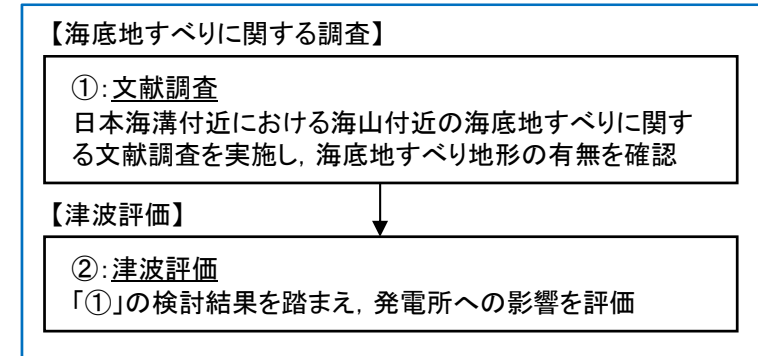 【海底地すべりに関する調査】
①:文献調査
日本海溝付近における海山付近の海底地すべりに関す
る文献調査を実施し,海底地すべり地形の有無を確認
【津波評価】
②:津波評価
「①」の検討結果を踏まえ,発電所への影響を評価